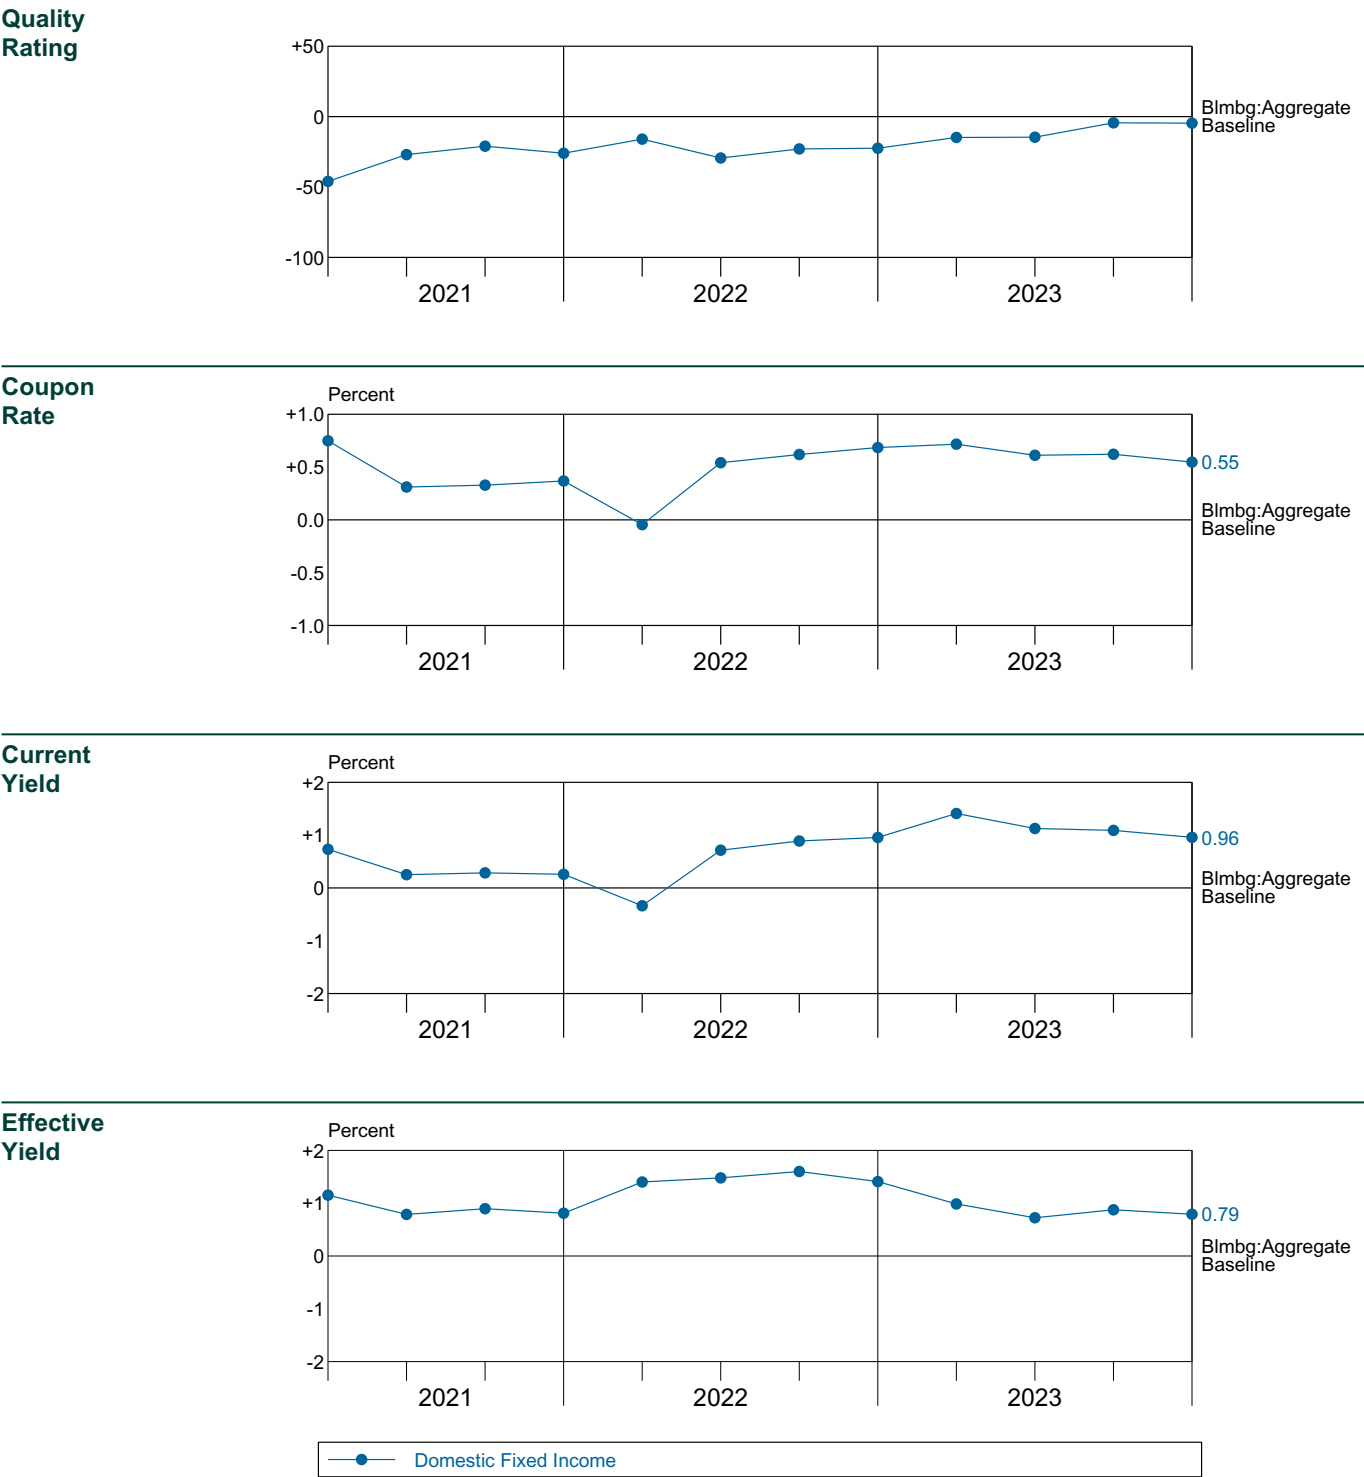 Quality
Rating
+50
0
-50
-100
Blmbg:Aggregate
Baseline
2021 2022 2023
Coupon
Rate
Percent
+1.0
+0.5
0.0
-0.5
-1.0
0.55
Blmbg:Aggregate
Baseline
2021 2022 2023
Current
Yield
Percent
+2
+1
0
-1
-2
0.96
Blmbg:Aggregate
Baseline
2021 2022 2023
Effective
Yield
Percent
+2
+1
0
-1
-2
0.79
Blmbg:Aggregate
Baseline
2021 2022 2023
Domestic Fixed Income